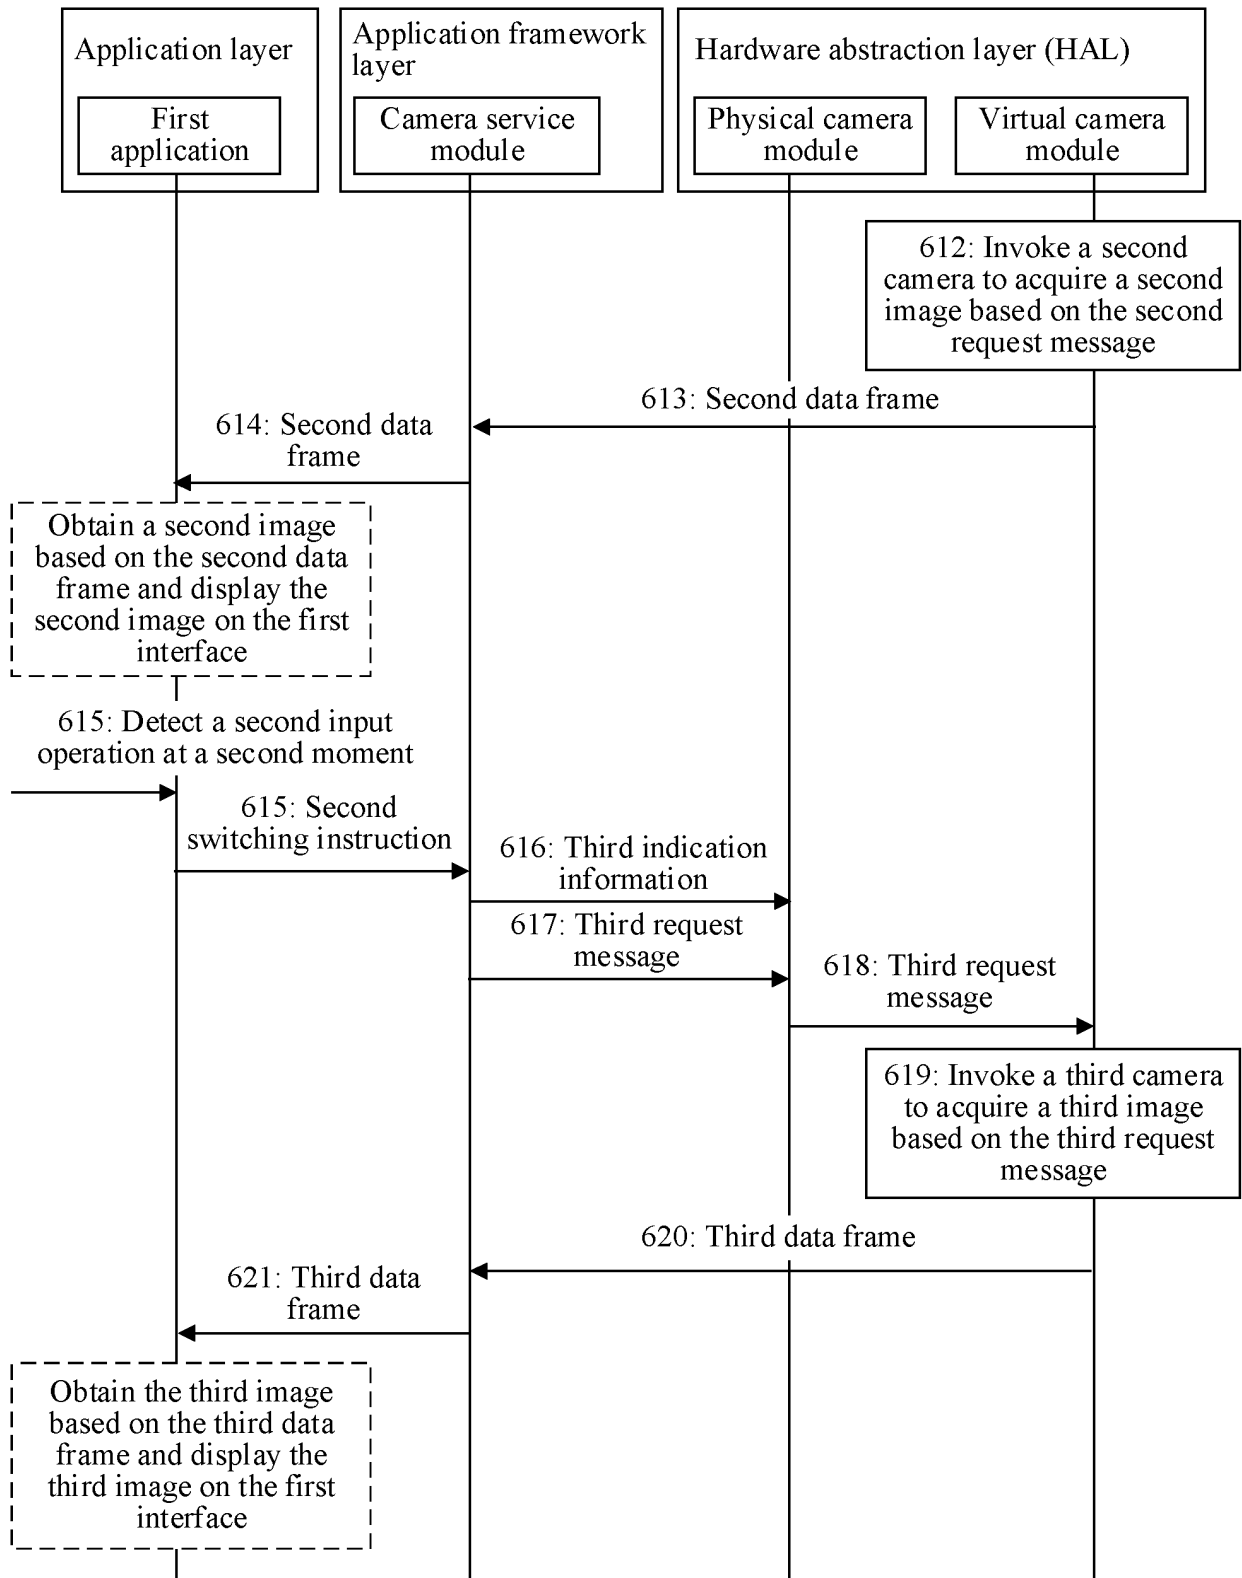 Application layer
First
application
Application framework
layer
Camera service
module
Hardware abstraction layer (HAL)
Physical camera
module
Virtual camera
module
612: Invoke a second
camera to acquire a second
image based on the second
request message
613: Second data frame
614: Second data
frame
Obtain a second image
based on the second data
frame and display the
second image on the first
interface
615: Detect a second input
operation at a second moment
615: Second
switching instruction
616: Third indication
information
617: Third request
message
618: Third request
message
619: Invoke a third camera
to acquire a third image
based on the third request
message
620: Third data frame
621: Third data
frame
Obtain the third image
based on the third data
frame and display the
third image on the first
interface